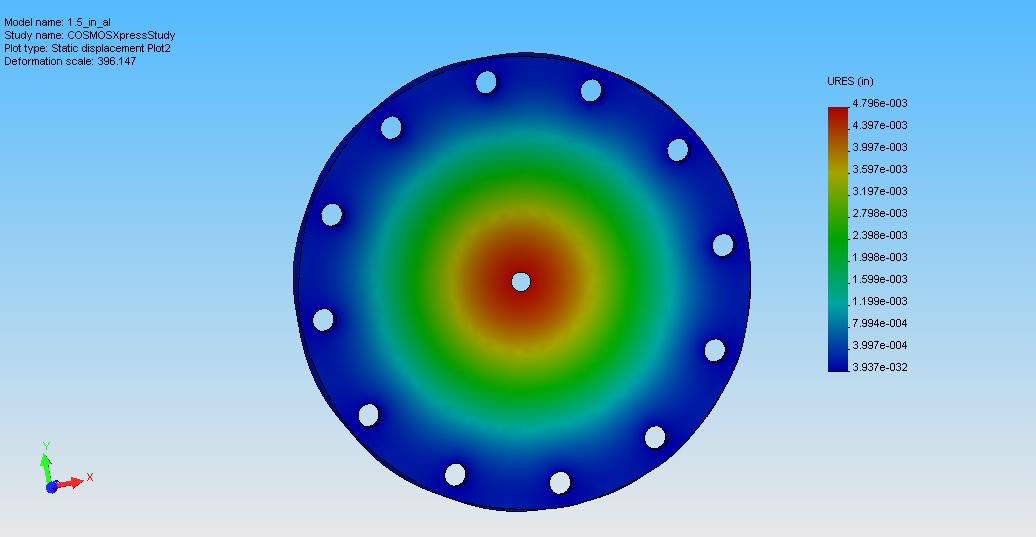 Model name: 1.5_in_al
Study name: COSMOSXpressStudy
Plot type: Static displacement Plot2
Deformation scale: 396.147
URES (in)
4.796e-003
4.397e-003
3.997e-003
3.597e-003
3.197e-003
2.798e-003
2.398e-003
1.998e-003
1.599e-003
1.199e-003
7.994e-004
3.997e-004
3.937e-032
Y
X